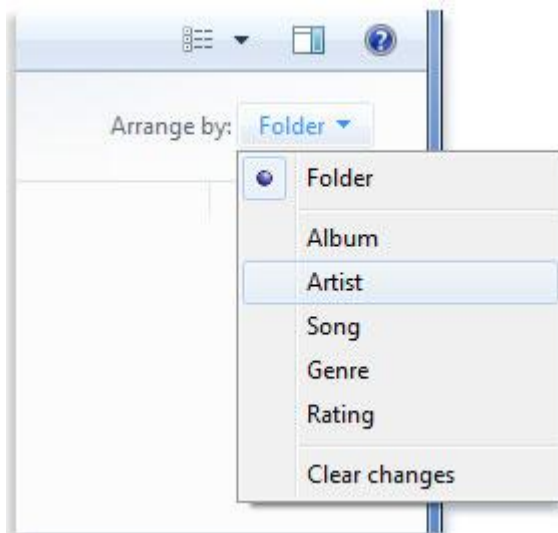 Arrange by: Folder
Folder
Album
Artist
Song
Genre
Rating
Clear changes